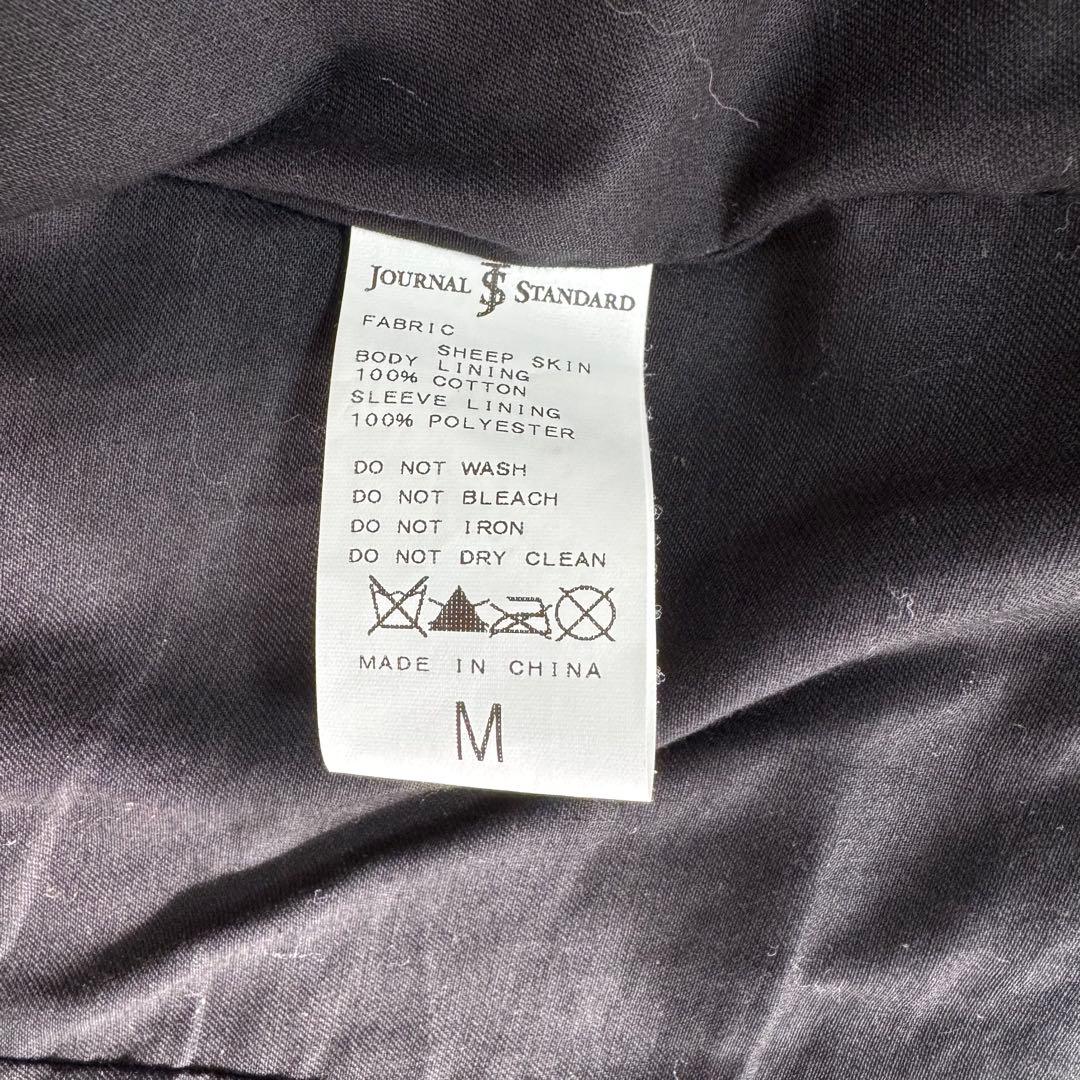 JOURNAL JS STANDARD
FABRIC
SHEEP SKIN
BODY LINING
100% COTTON
SLEEVE LINING
100% POLYESTER
DO NOT WASH
DO NOT BLEACH
DO NOT IRON
DO NOT DRY CLEAN
MADE IN CHINA
M